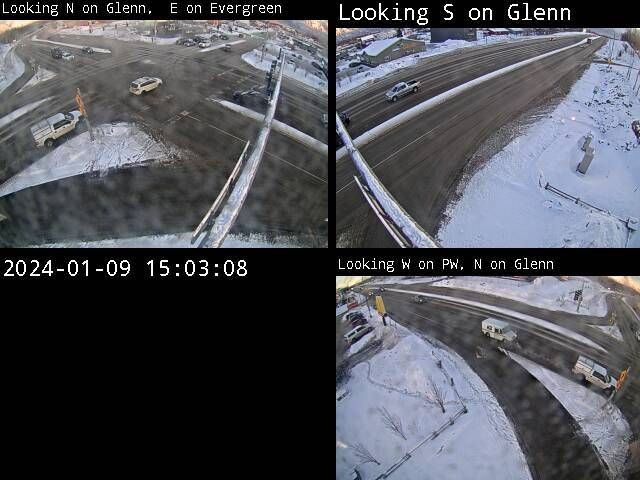 Looking N on Glenn, E on Evergreen
Looking S on Glenn
2024-01-09 15:03:08
Looking W on PW, N on Glenn